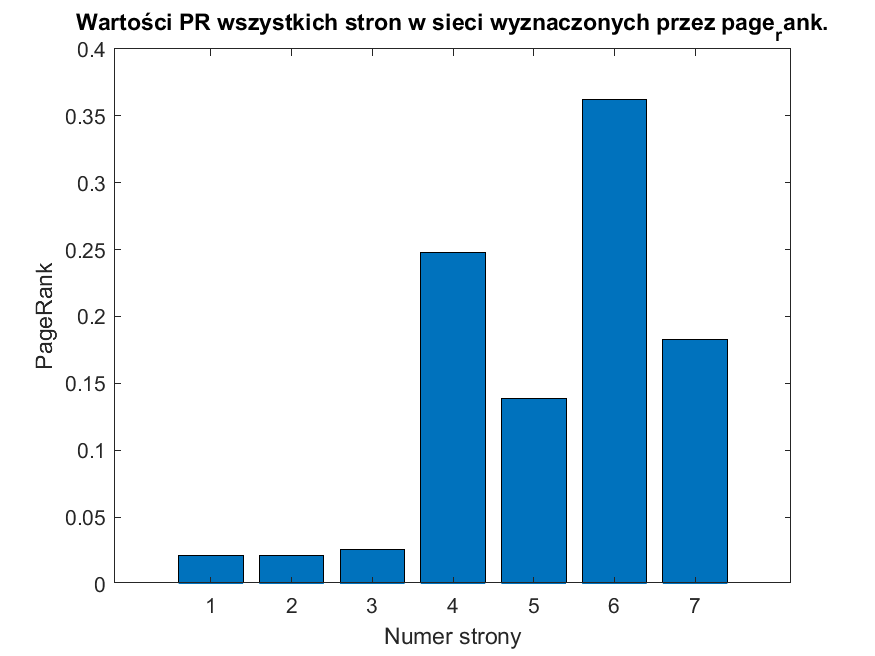 Wartości PR wszystkich stron w sieci wyznaczonych przez page_rank.
0.4
0.35
0.3
0.25
0.2
0.15
0.1
0.05
0
PageRank
1 2 3 4 5 6 7
Numer strony